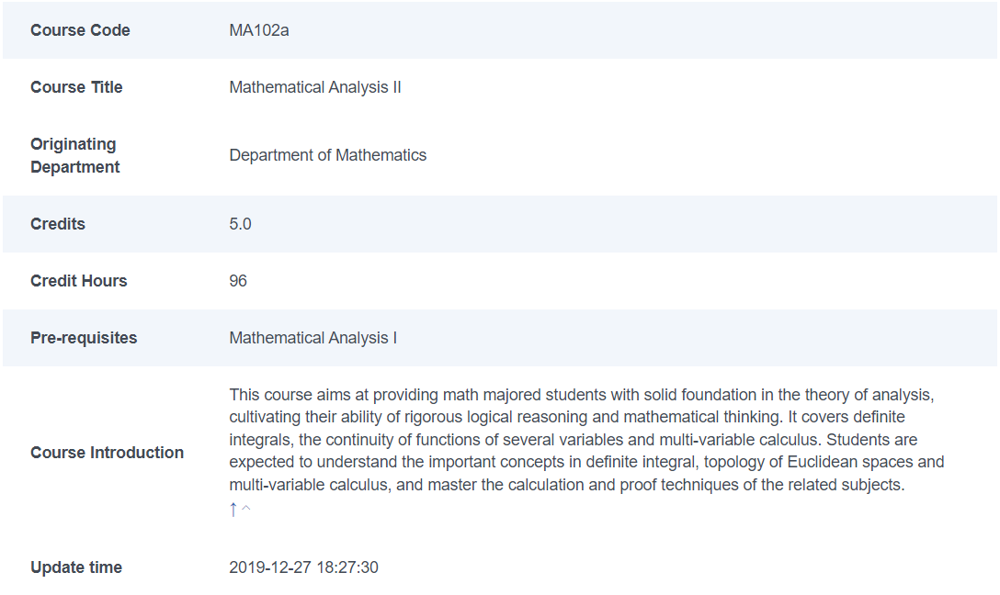 Course Code MA102a
Course Title Mathematical Analysis II
Originating
Department
Department of Mathematics
Credits 5.0
Credit Hours 96
Pre-requisites Mathematical Analysis I
Course Introduction
This course aims at providing math majored students with solid foundation in the theory of analysis,
cultivating their ability of rigorous logical reasoning and mathematical thinking. It covers definite
integrals, the continuity of functions of several variables and multi-variable calculus. Students are
expected to understand the important concepts in definite integral, topology of Euclidean spaces and
multi-variable calculus, and master the calculation and proof techniques of the related subjects.
↑^
Update time 2019-12-27 18:27:30